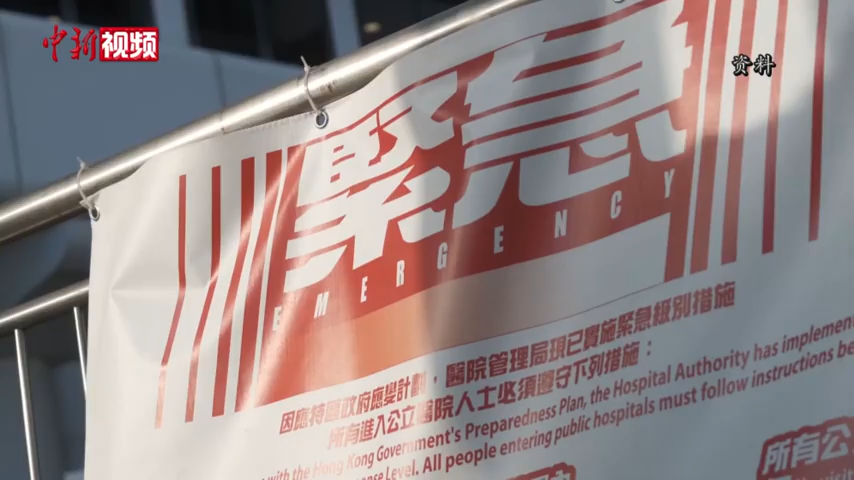 中新视频
资料
緊急
EMERGENCY
因應特區政府應變計劃，醫院管理局現已實施緊急級別措施
所有進入公立醫院人士必須遵守下列措施：
with the Hong Kong Government's Preparedness Plan, the Hospital Authority has implement
Level. All people entering public hospitals must follow instructions be
所有公